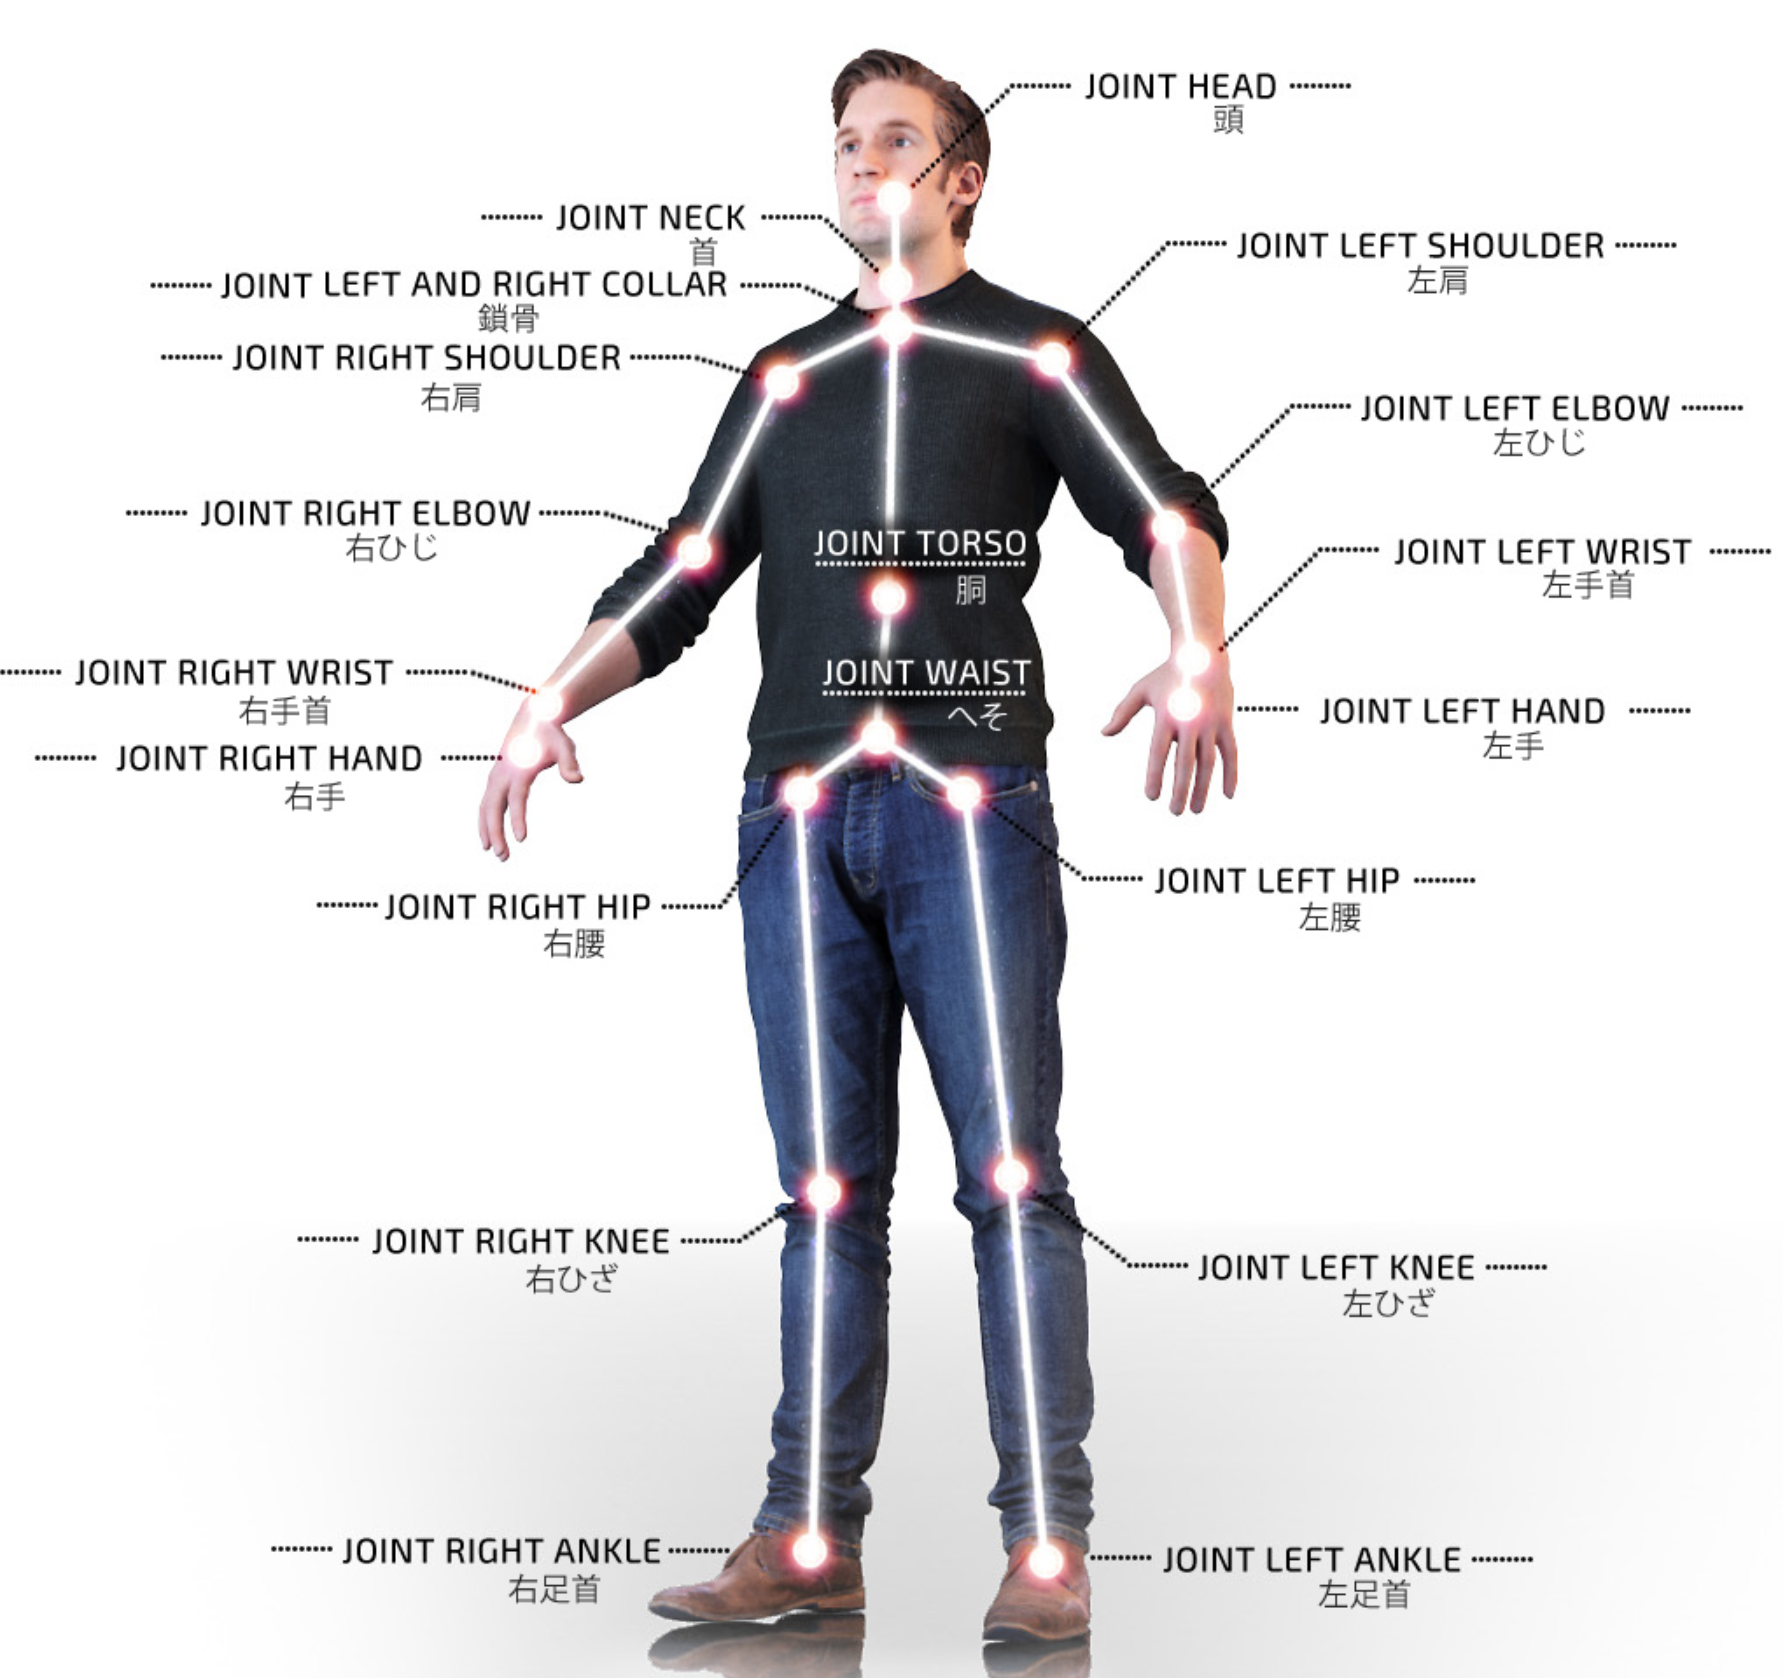 JOINT HEAD
頭
JOINT NECK
首
JOINT LEFT SHOULDER
左肩
JOINT LEFT AND RIGHT COLLAR
鎖骨
JOINT RIGHT SHOULDER
右肩
JOINT LEFT ELBOW
左ひじ
JOINT RIGHT ELBOW
右ひじ
JOINT TORSO
胴
JOINT LEFT WRIST
左手首
JOINT RIGHT WRIST
右手首
JOINT WAIST
へそ
JOINT LEFT HAND
左手
JOINT RIGHT HAND
右手
JOINT LEFT HIP
左腰
JOINT RIGHT HIP
右腰
JOINT RIGHT KNEE
右ひざ
JOINT LEFT KNEE
左ひざ
JOINT RIGHT ANKLE
右足首
JOINT LEFT ANKLE
左足首